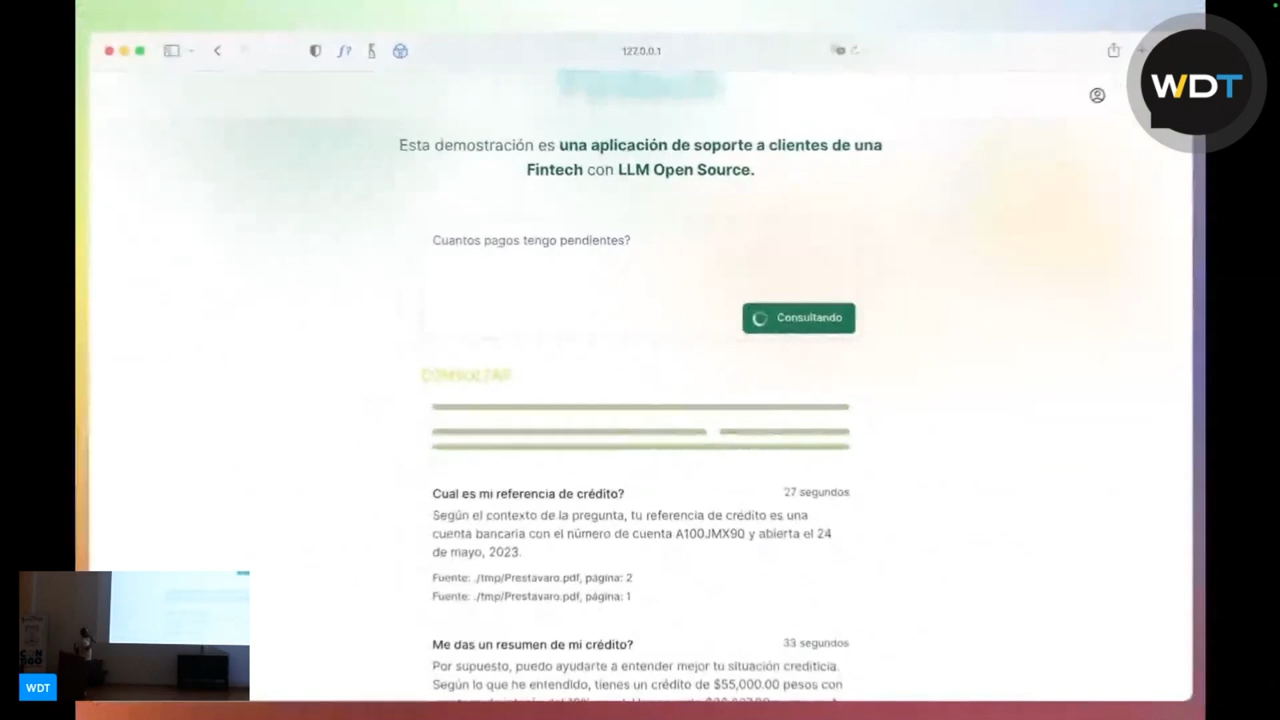 127.0.0.1
WDT
Esta demostración es una aplicación de soporte a clientes de una
Fintech con LLM Open Source.
Cuantos pagos tengo pendientes?
Consultando
CONSULTAR
Cual es mi referencia de crédito?
27 segundos
Según el contexto de la pregunta, tu referencia de crédito es una
cuenta bancaria con el número de cuenta A100JMX90 y abierta el 24
de mayo, 2023.
Fuente: ./tmp/Prestavaro.pdf, página: 2
Fuente: ./tmp/Prestavaro.pdf, página: 1
Me das un resumen de mi crédito?
33 segundos
Por supuesto, puedo ayudarte a entender mejor tu situación crediticia.
Según lo que he entendido, tienes un crédito de $55,000.00 pesos con
WDT